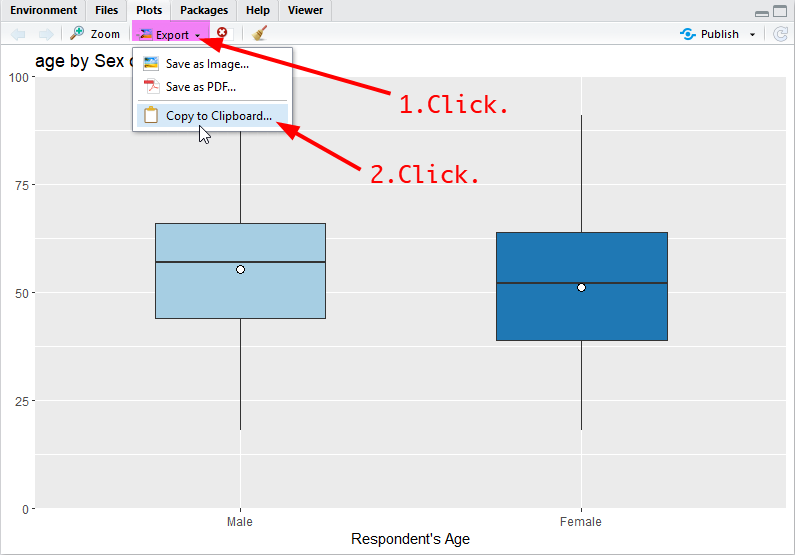 Environment Files Plots Packages Help Viewer
Zoom Export Publish
age by Sex
Save as Image...
Save as PDF...
Copy to Clipboard...
1.Click.
2.Click.
100
75
50
25
0
Male Female
Respondent's Age